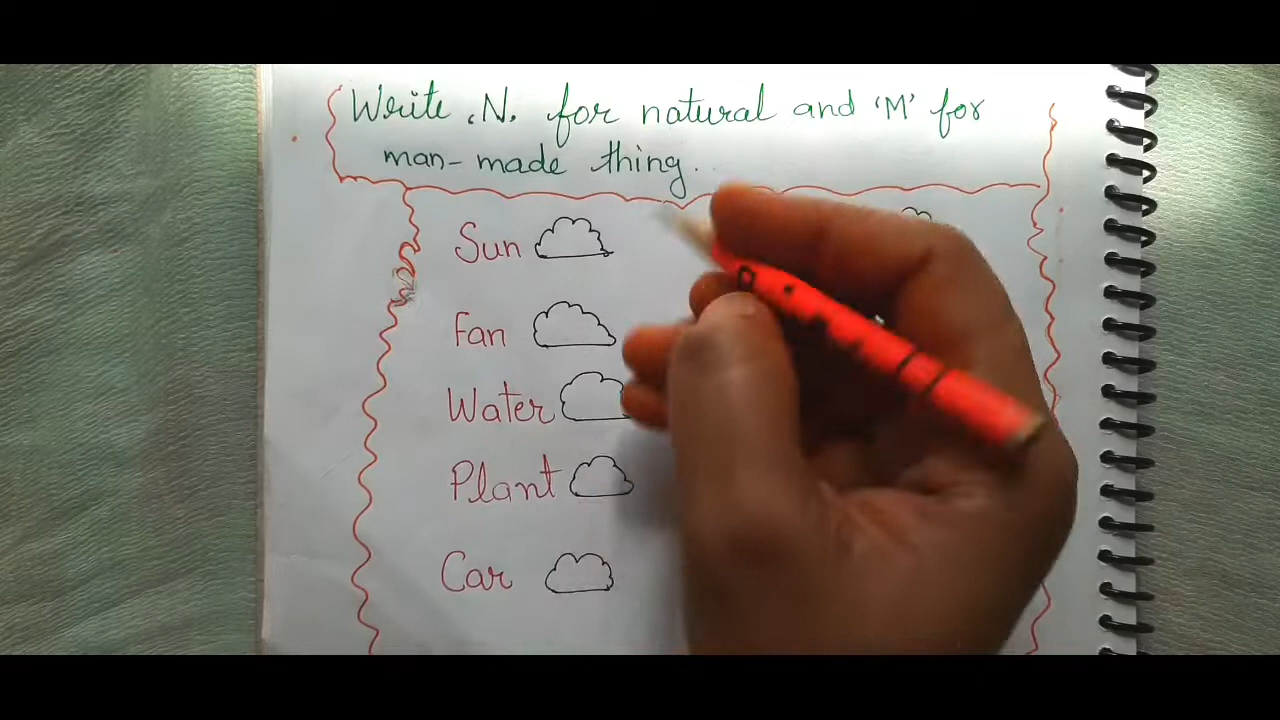 Write .N. for natural and 'M' for
man-made thing.
Sun
Fan
Water
Plant
Car